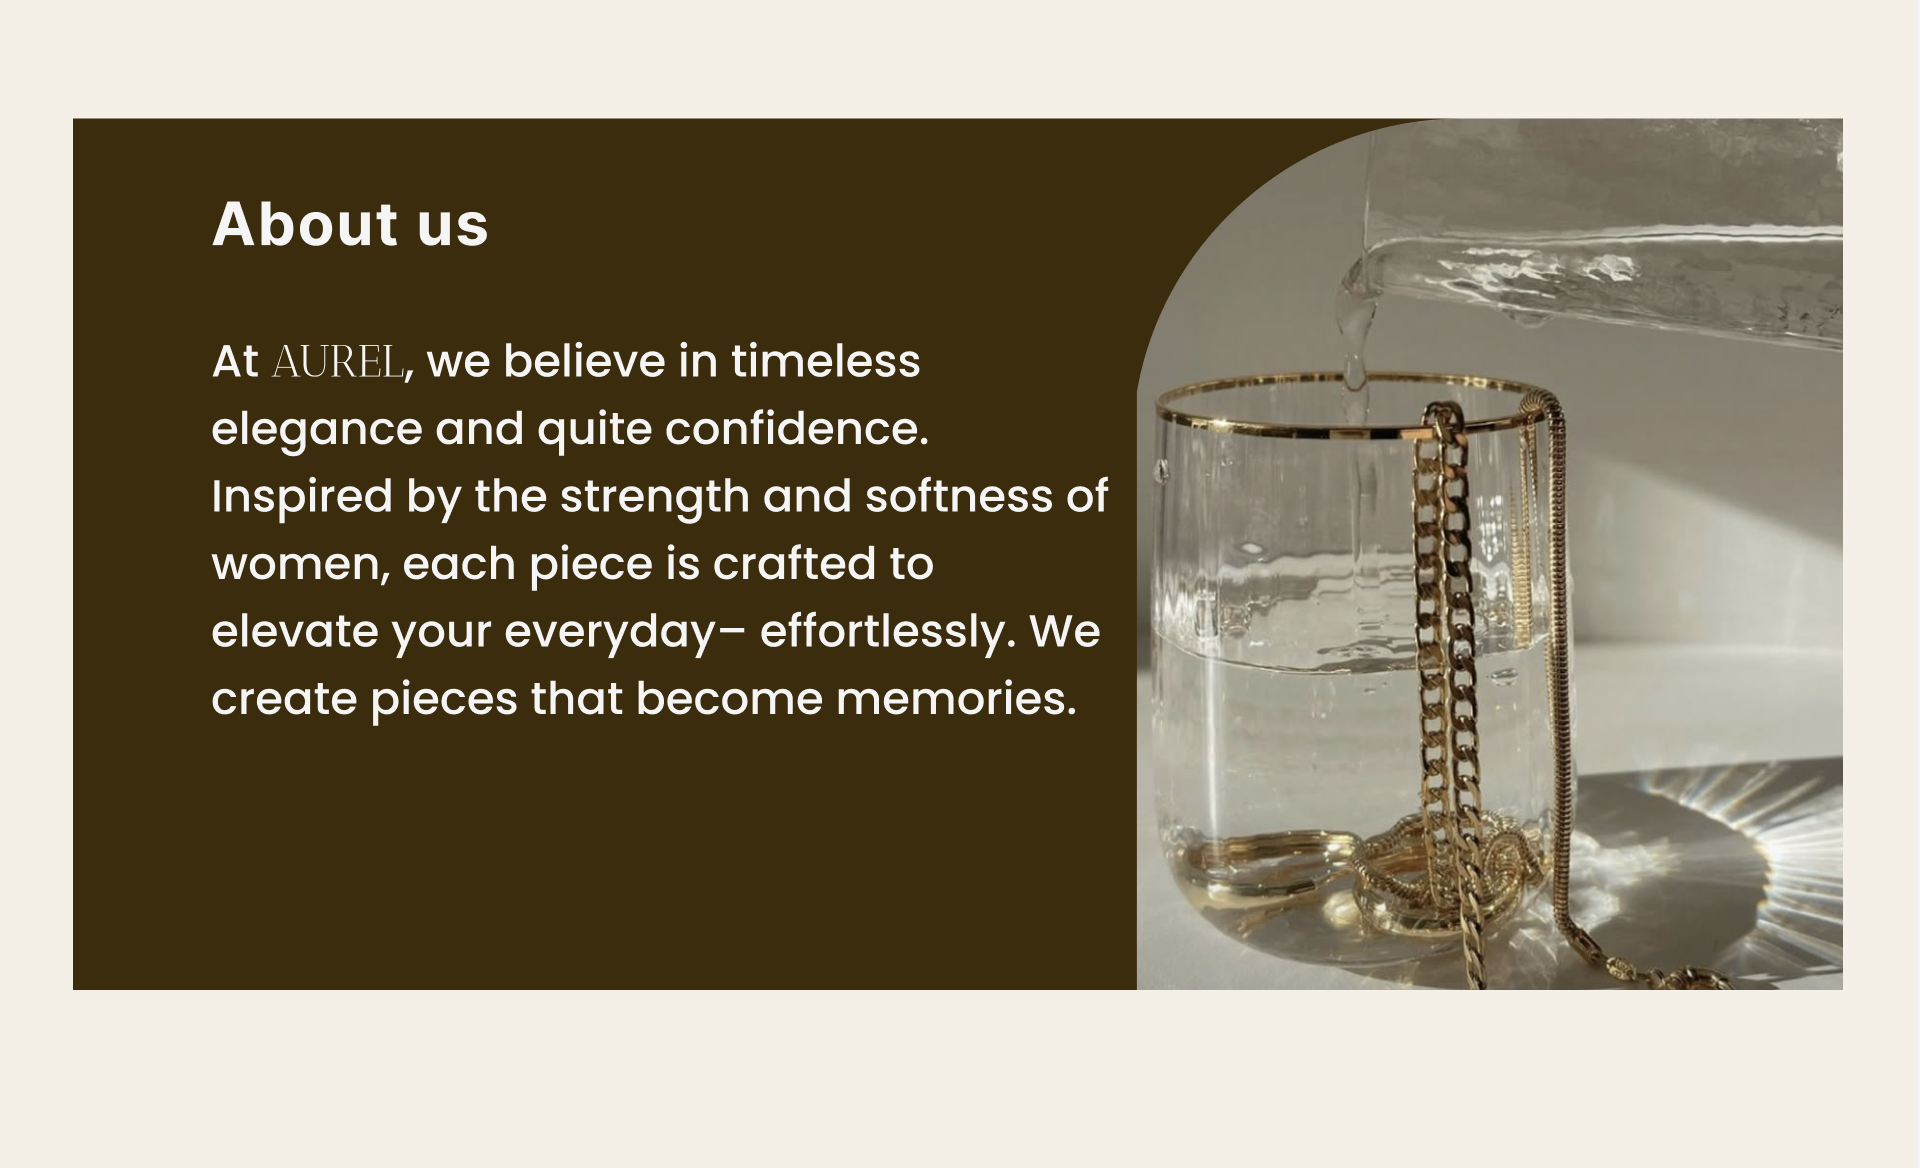 About us
At AUREL, we believe in timeless
elegance and quite confidence.
Inspired by the strength and softness of
women, each piece is crafted to
elevate your everyday– effortlessly. We
create pieces that become memories.